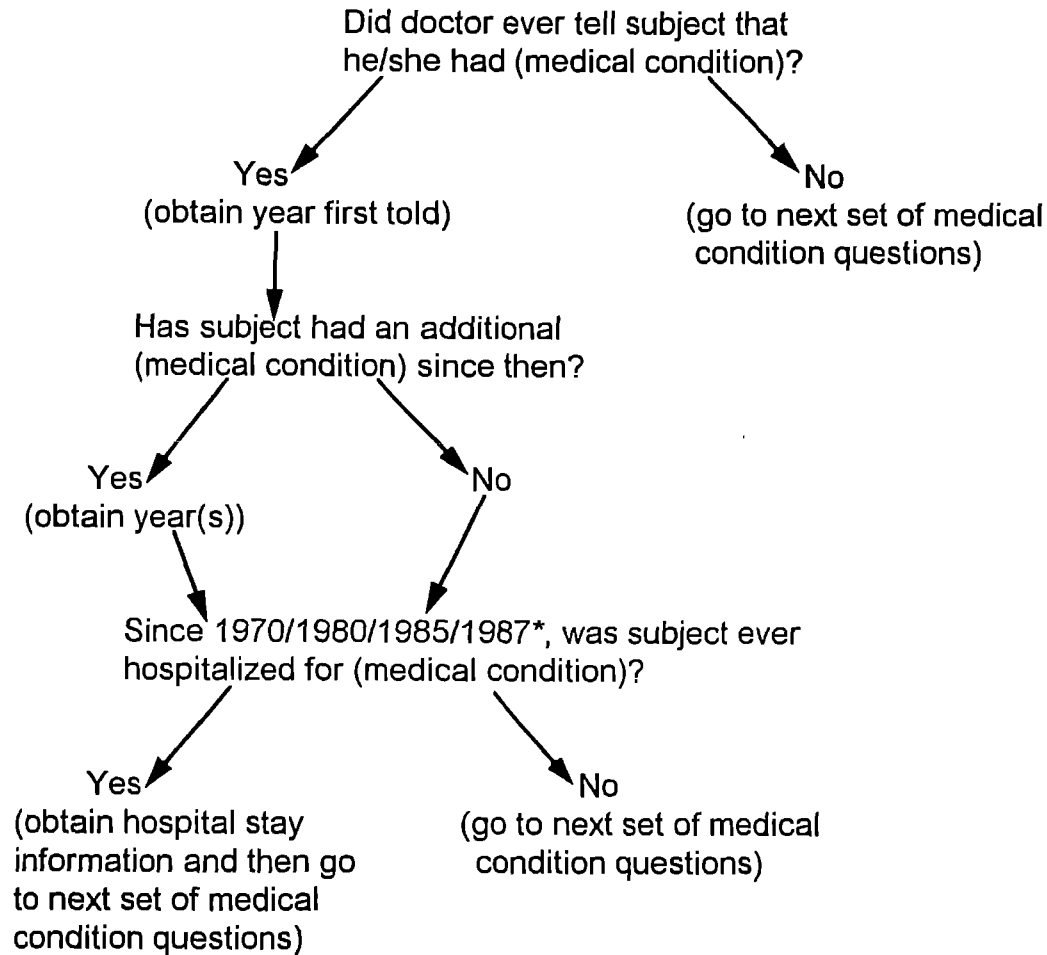 Did doctor ever tell subject that
he/she had (medical condition)?
Yes
(obtain year first told)
No
(go to next set of medical
condition questions)
Has subject had an additional
(medical condition) since then?
Yes
(obtain year(s))
No
Since 1970/1980/1985/1987*, was subject ever
hospitalized for (medical condition)?
Yes
(obtain hospital stay
information and then go
to next set of medical
condition questions)
No
(go to next set of medical
condition questions)